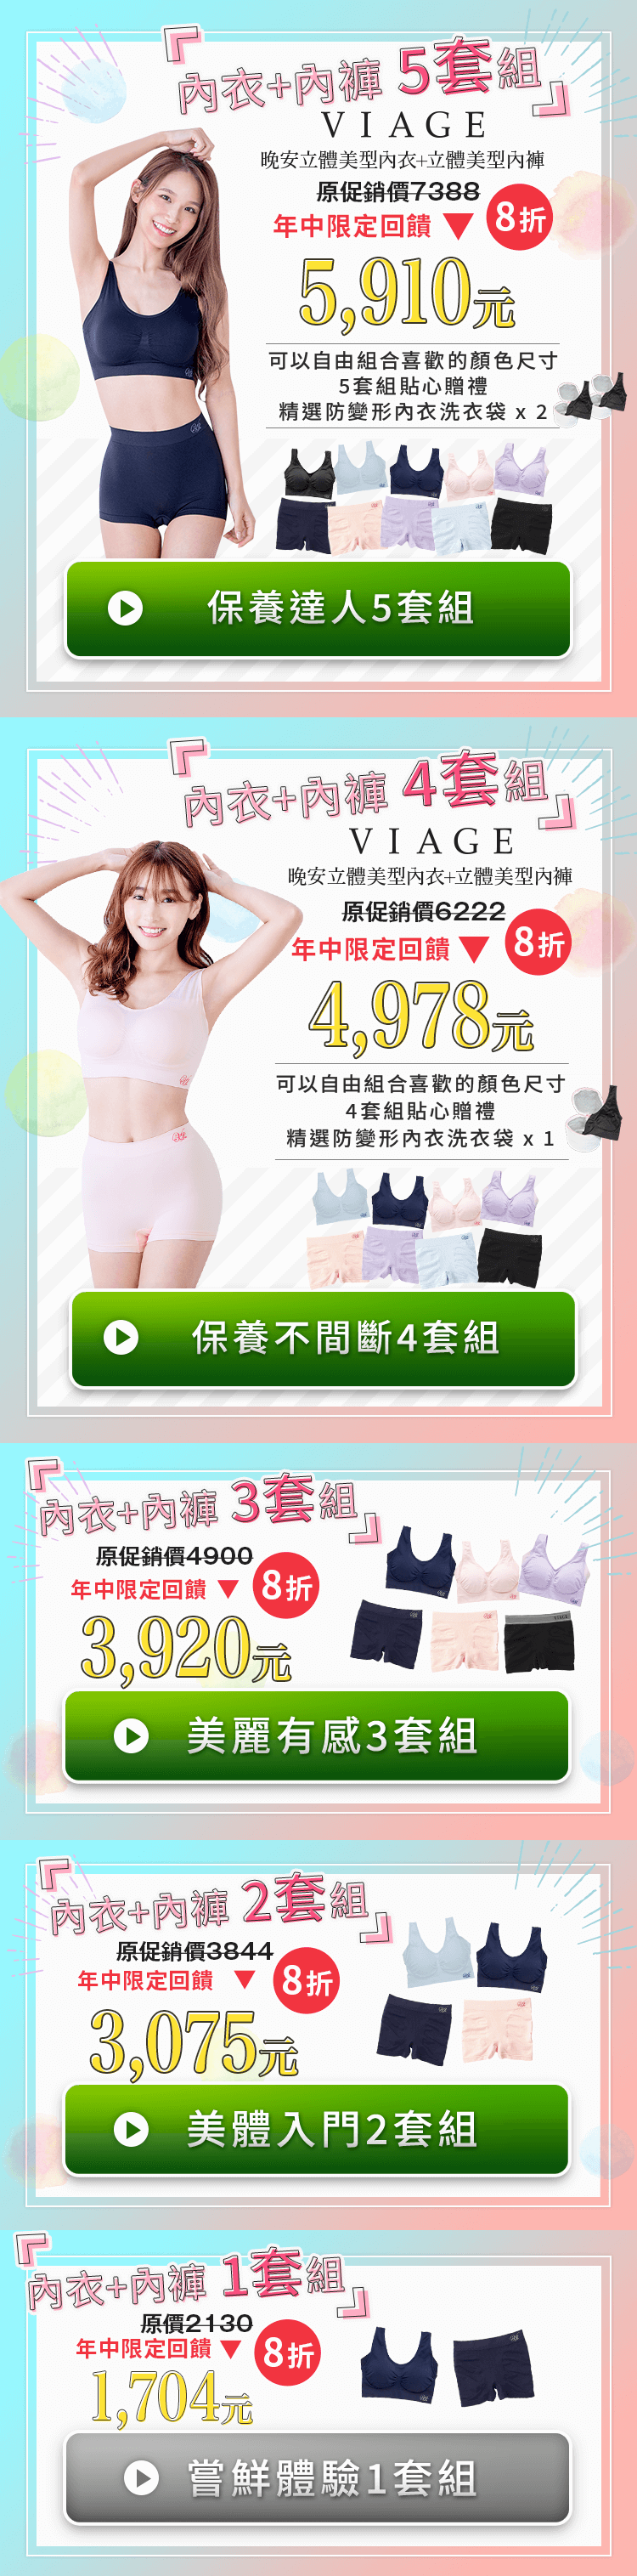 『內衣+內褲 5套組』
VIAGE
晚安立體美型內衣+立體美型內褲
原促銷價7388
年中限定回饋▼ 8折
5,910元
可以自由組合喜歡的顏色尺寸
5套組貼心贈禮
精選防變形內衣洗衣袋 x 2
保養達人5套組
『內衣+內褲 4套組』
VIAGE
晚安立體美型內衣+立體美型內褲
原促銷價6222
年中限定回饋▼ 8折
4,978元
可以自由組合喜歡的顏色尺寸
4套組貼心贈禮
精選防變形內衣洗衣袋 x 1
保養不間斷4套組
『內衣+內褲 3套組』
原促銷價4900
年中限定回饋▼ 8折
3,920元
美麗有感3套組
『內衣+內褲 2套組』
原促銷價3844
年中限定回饋▼ 8折
3,075元
美體入門2套組
『內衣+內褲 1套組』
原價2130
年中限定回饋▼ 8折
1,704元
嘗鮮體驗1套組